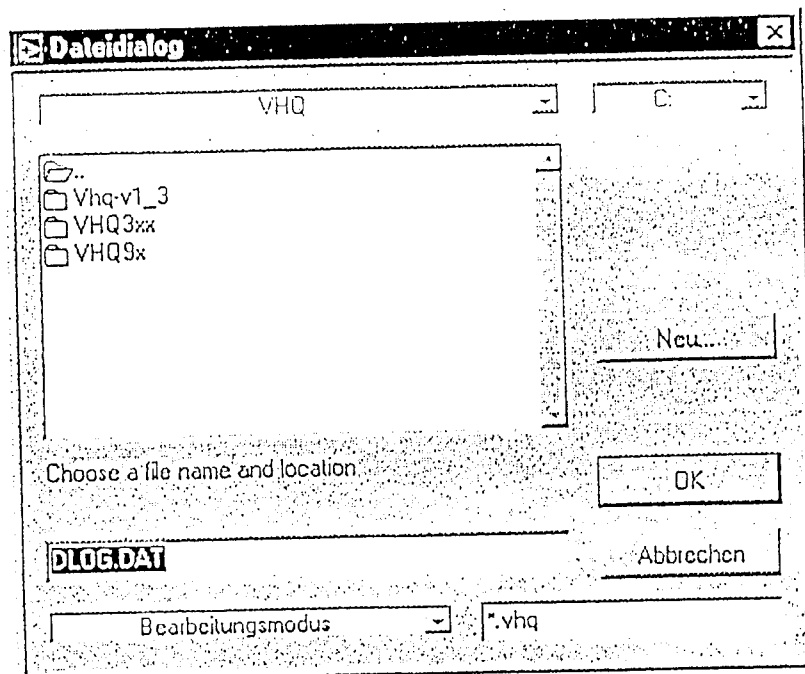 Dateidialog
VHQ
C:
..
Vhq-v1_3
VHQ3xx
VHQ9x
Neu...
Choose a file name and location
OK
DLOG.DAT
Abbrechen
Bearbeitungsmodus
*.vhq